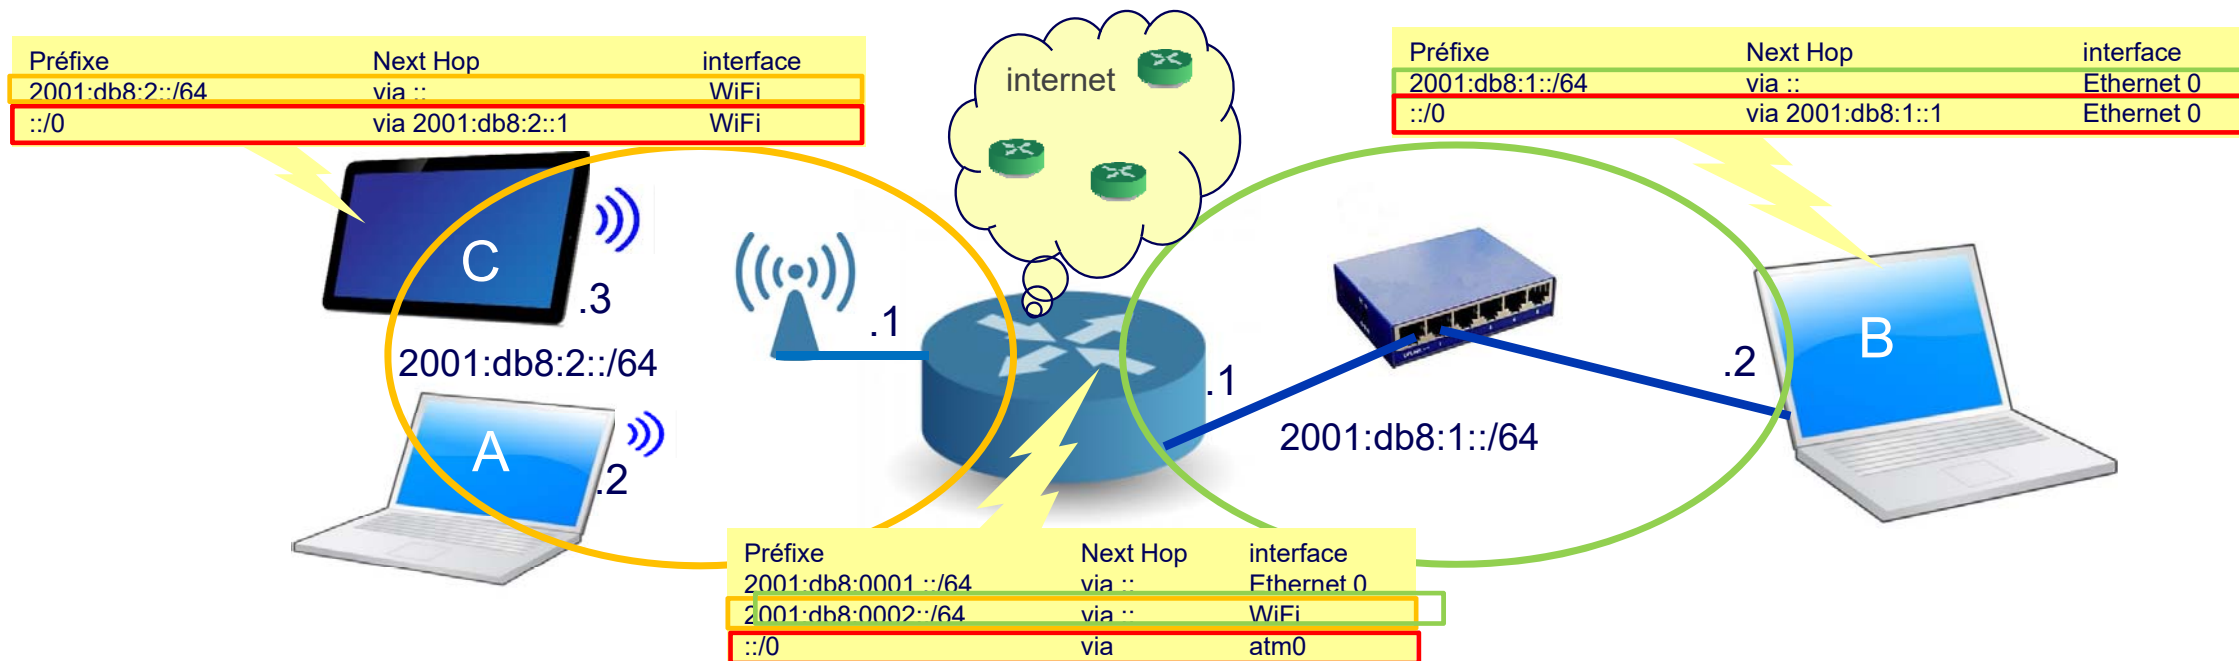 Préfixe Next Hop interface
2001:db8:2::/64 via :: WiFi
::/0 via 2001:db8:2::1 WiFi
internet
Préfixe Next Hop interface
2001:db8:1::/64 via :: Ethernet 0
::/0 via 2001:db8:1::1 Ethernet 0
C
.3
2001:db8:2::/64
A
.2
.1
.1
2001:db8:1::/64
.2
B
Préfixe Next Hop interface
2001:db8:0001 ::/64 via :: Ethernet 0
2001:db8:0002::/64 via :: WiFi
::/0 via atm0